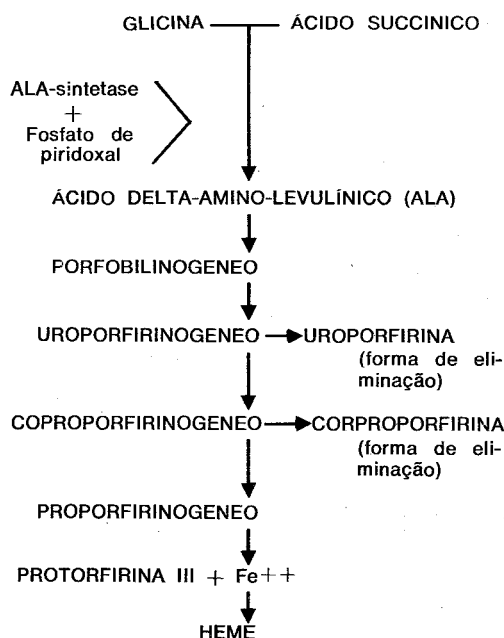 GLICINA ÁCIDO SUCCINICO
ALA-sintetase
+
Fosfato de
piridoxal
ÁCIDO DELTA-AMINO-LEVULÍNICO (ALA)
PORFOBILINOGENEO
UROPORFIRINOGENEO UROPORFIRINA
(forma de eli-
minação)
COPROPORFIRINOGENEO CORPROPORFIRINA
(forma de eli-
minação)
PROPORFIRINOGENEO
PROTORFIRINA III + Fe++
HEME